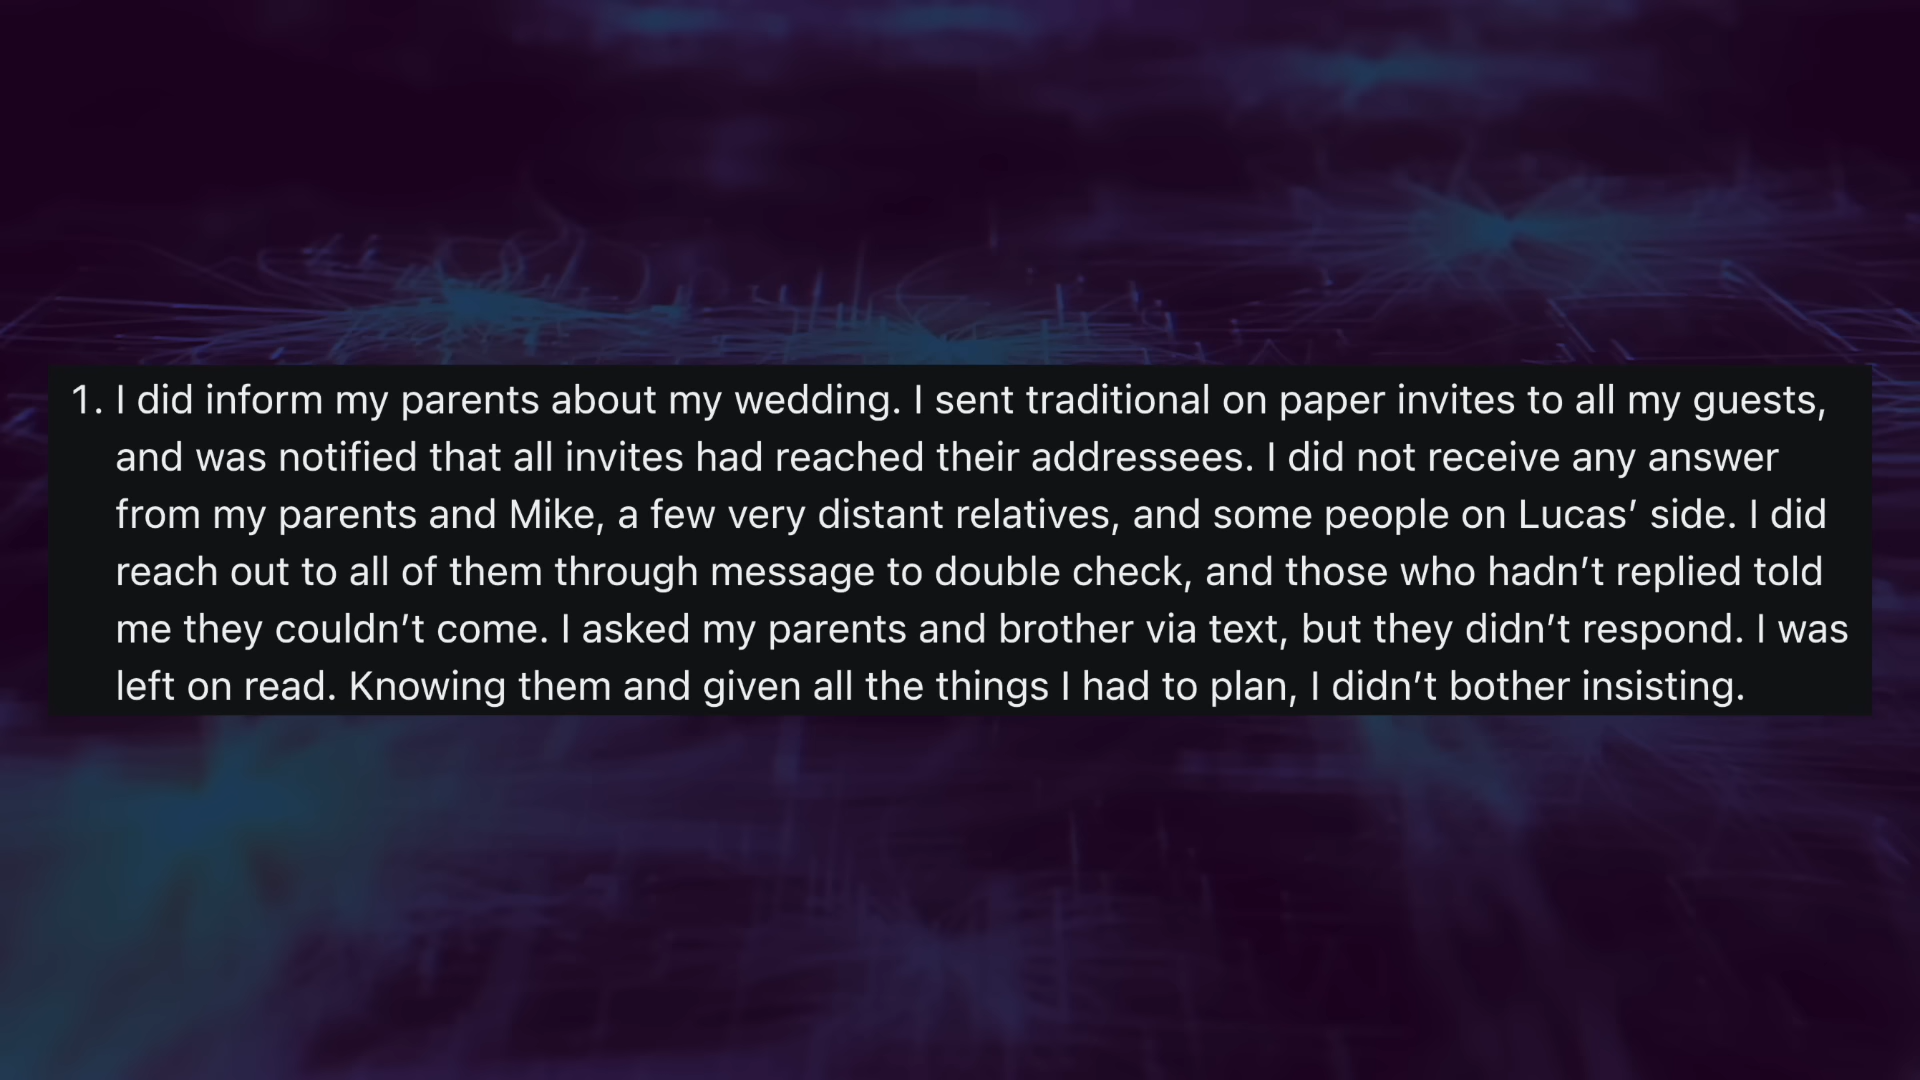 1. I did inform my parents about my wedding. I sent traditional on paper invites to all my guests,
and was notified that all invites had reached their addressees. I did not receive any answer
from my parents and Mike, a few very distant relatives, and some people on Lucas’ side. I did
reach out to all of them through message to double check, and those who hadn’t replied told
me they couldn’t come. I asked my parents and brother via text, but they didn’t respond. I was
left on read. Knowing them and given all the things I had to plan, I didn’t bother insisting.